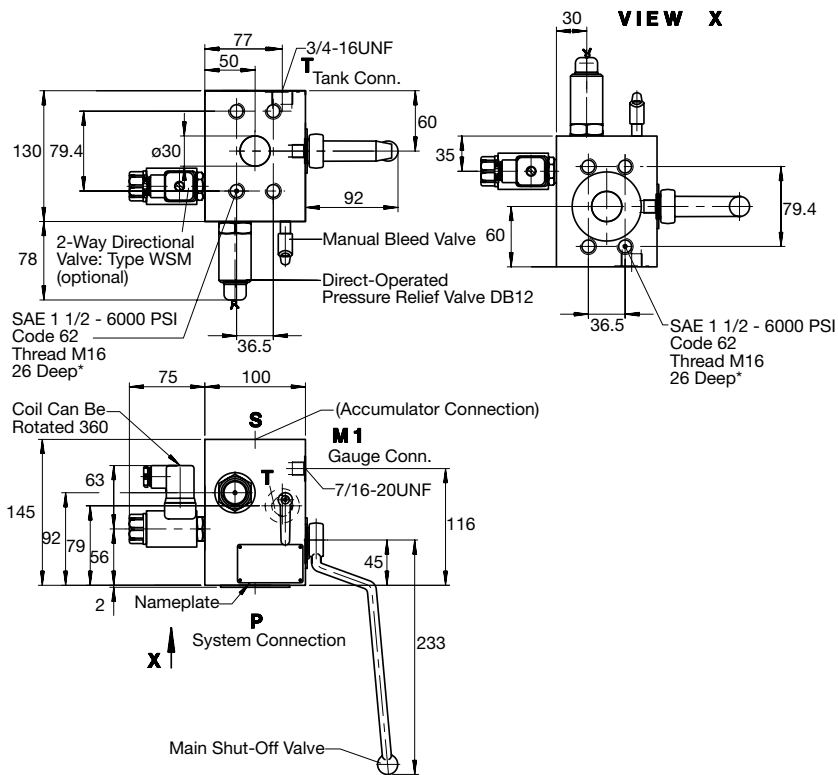 VIEW X
77
50
3/4-16UNF
T
Tank Conn.
130
79.4
ø30
60
92
78
2-Way Directional
Valve: Type WSM
(optional)
Manual Bleed Valve
Direct-Operated
Pressure Relief Valve DB12
SAE 1 1/2 - 6000 PSI
Code 62
Thread M16
26 Deep*
36.5
30
35
60
79.4
36.5
SAE 1 1/2 - 6000 PSI
Code 62
Thread M16
26 Deep*
75
100
Coil Can Be
Rotated 360
S
(Accumulator Connection)
M1
Gauge Conn.
T
7/16-20UNF
145
92
79
63
56
2
116
45
233
Nameplate
P
System Connection
X
Main Shut-Off Valve